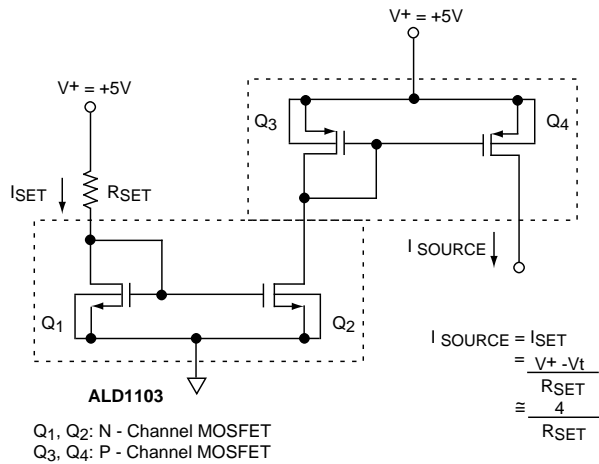 V+ = +5V
V+ = +5V
Q3
Q4
ISET
RSET
I SOURCE
Q1
Q2
I SOURCE = ISET
= V+ -Vt
RSET
≅ 4
RSET
ALD1103
Q1, Q2: N - Channel MOSFET
Q3, Q4: P - Channel MOSFET